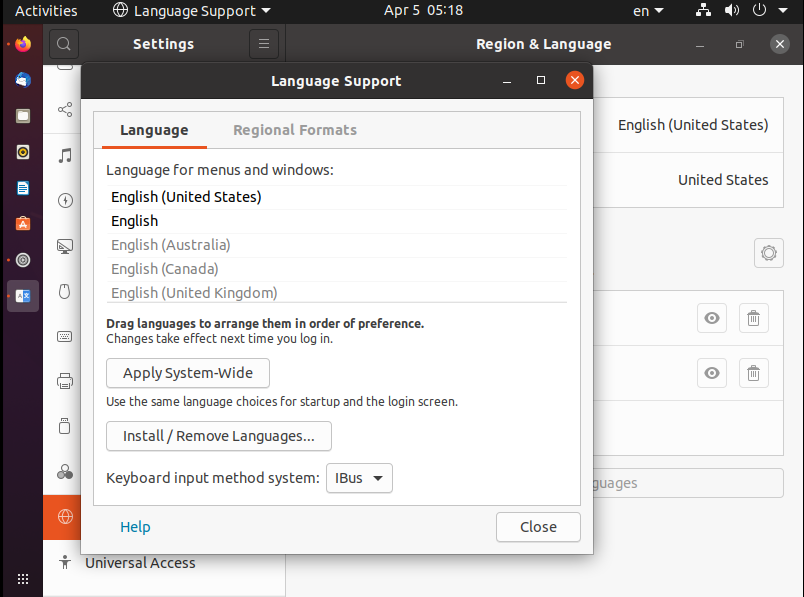 Activities
Language Support
Apr 5 05:18
en
Settings
Region & Language
Language Support
Language
Regional Formats
Language for menus and windows:
English (United States)
English
English (Australia)
English (Canada)
English (United Kingdom)
Drag languages to arrange them in order of preference.
Changes take effect next time you log in.
Apply System-Wide
Use the same language choices for startup and the login screen.
Install / Remove Languages...
Keyboard input method system:
IBus
Help
Close
English (United States)
United States
guages
Universal Access